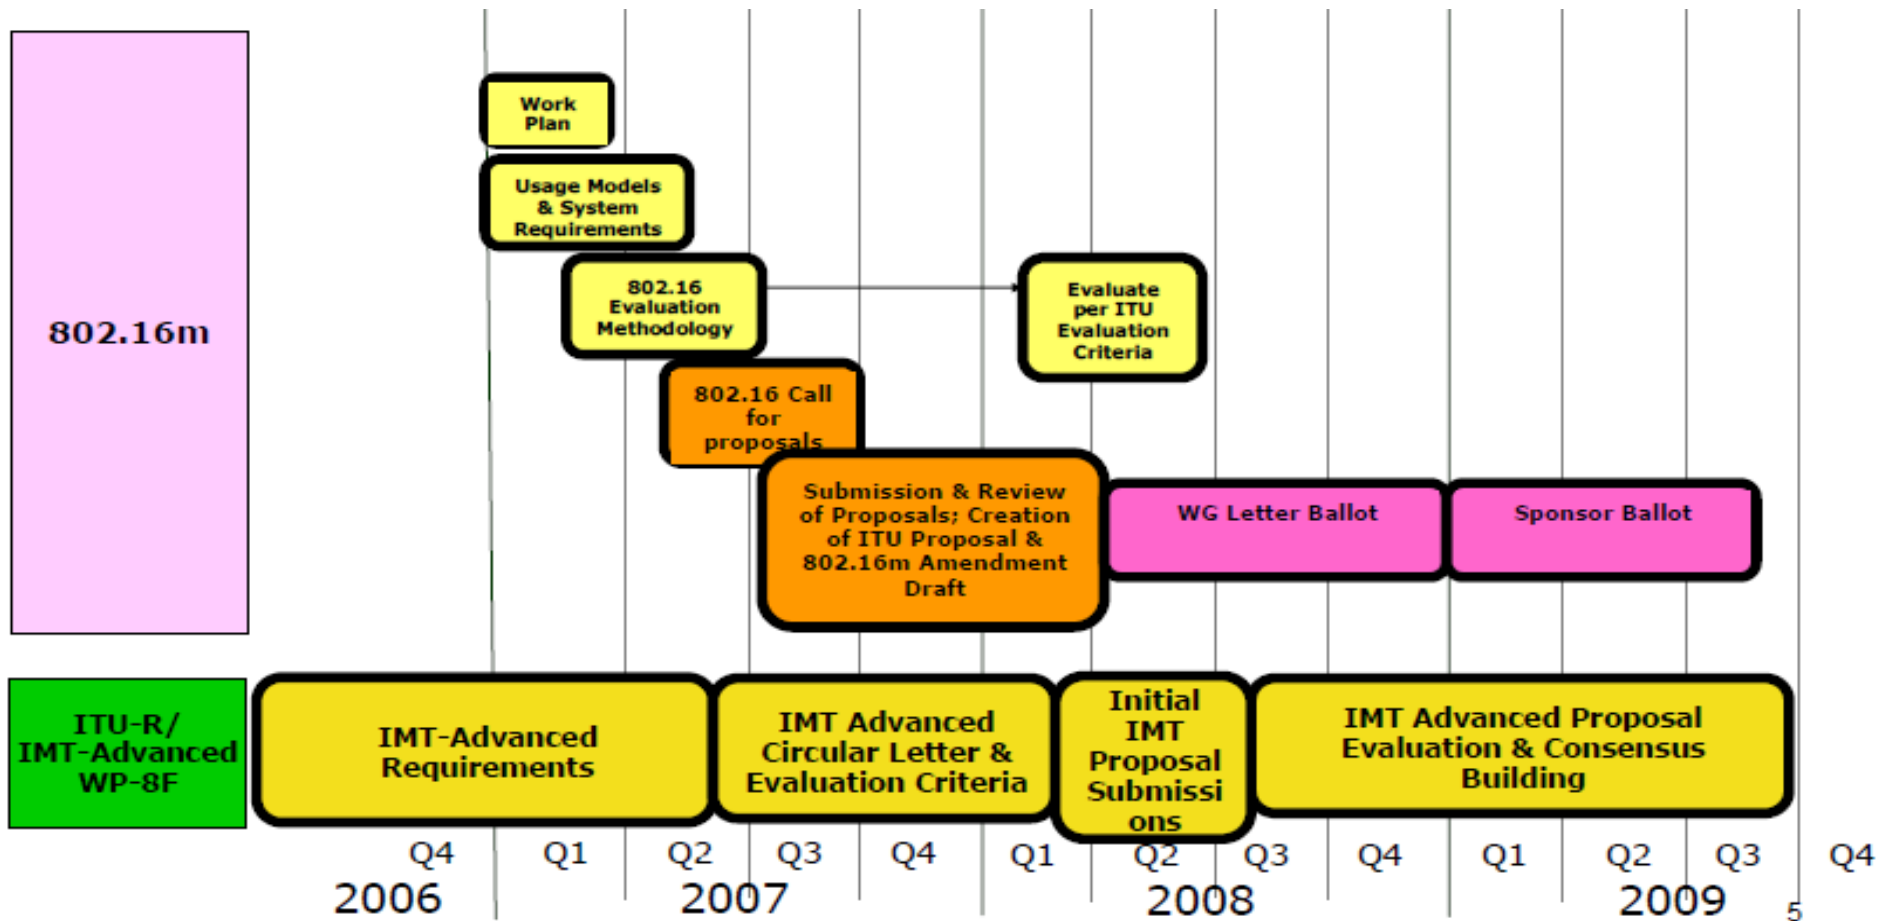 802.16m
Work
Plan
Usage Models
& System
Requirements
802.16
Evaluation
Methodology
Evaluate
per ITU
Evaluation
Criteria
802.16 Call
for
proposals
Submission & Review
of Proposals; Creation
of ITU Proposal &
802.16m Amendment
Draft
WG Letter Ballot
Sponsor Ballot
ITU-R/
IMT-Advanced
WP-8F
IMT-Advanced
Requirements
IMT Advanced
Circular Letter &
Evaluation Criteria
Initial
IMT
Proposal
Submissi
ons
IMT Advanced Proposal
Evaluation & Consensus
Building
Q4 Q1 Q2 Q3 Q4 Q1 Q2 Q3 Q4 Q1 Q2 Q3 Q4
2006 2007 2008 2009
5